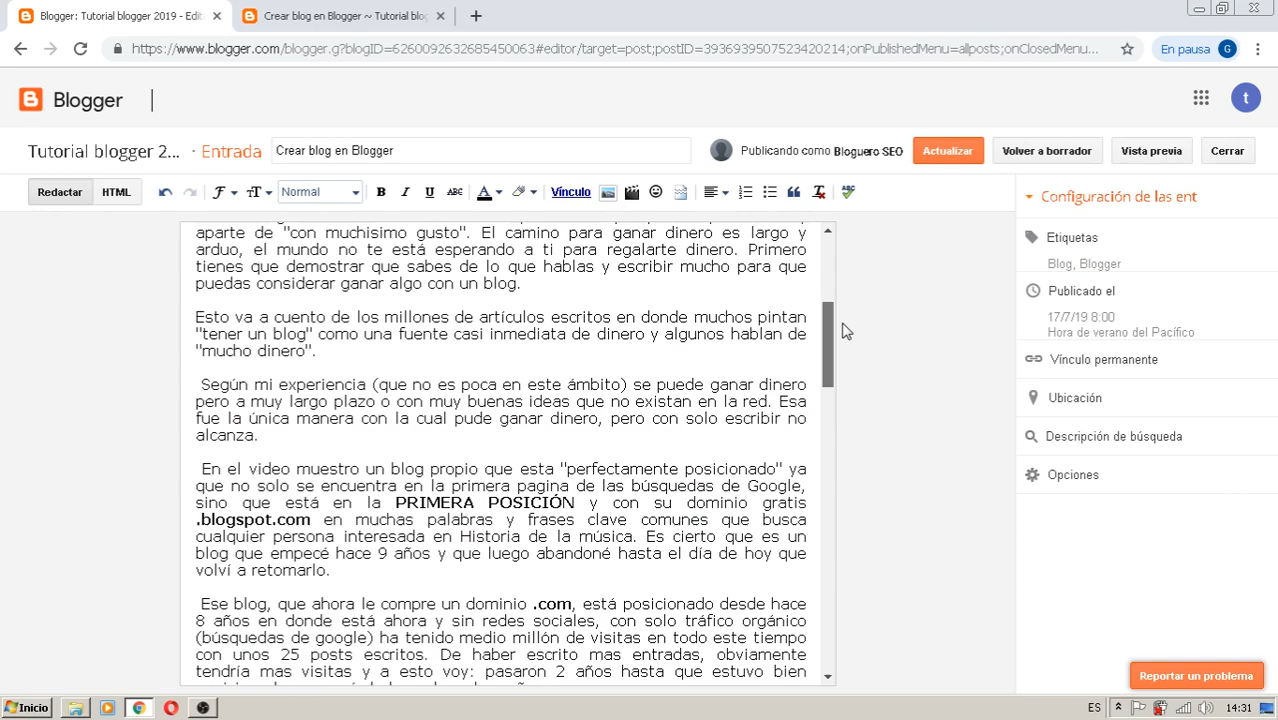 Blogger: Tutorial blogger 2019 - Edit
Crear blog en Blogger ~ Tutorial blog
https://www.blogger.com/blogger.g?blogID=6260092632685450063#editor/target=post;postID=3936939507523420214;onPublishedMenu=allposts;onClosedMenu...
En pausa G
Blogger
t
Tutorial blogger 2... · Entrada
Crear blog en Blogger
Publicando como Bloguero SEO
Actualizar
Volver a borrador
Vista previa
Cerrar
Redactar HTML
Normal
B I U ABC A
Vínculo
ABC
aparte de "con muchisimo gusto". El camino para ganar dinero es largo y
arduo, el mundo no te está esperando a ti para regalarte dinero. Primero
tienes que demostrar que sabes de lo que hablas y escribir mucho para que
puedas considerar ganar algo con un blog.
Esto va a cuento de los millones de artículos escritos en donde muchos pintan
"tener un blog" como una fuente casi inmediata de dinero y algunos hablan de
"mucho dinero".
Según mi experiencia (que no es poca en este ámbito) se puede ganar dinero
pero a muy largo plazo o con muy buenas ideas que no existan en la red. Esa
fue la única manera con la cual pude ganar dinero, pero con solo escribir no
alcanza.
En el video muestro un blog propio que esta "perfectamente posicionado" ya
que no solo se encuentra en la primera pagina de las búsquedas de Google,
sino que está en la PRIMERA POSICIÓN y con su dominio gratis
.blogspot.com en muchas palabras y frases clave comunes que busca
cualquier persona interesada en Historia de la música. Es cierto que es un
blog que empecé hace 9 años y que luego abandoné hasta el día de hoy que
volví a retomarlo.
Ese blog, que ahora le compre un dominio .com, está posicionado desde hace
8 años en donde está ahora y sin redes sociales, con solo tráfico orgánico
(búsquedas de google) ha tenido medio millón de visitas en todo este tiempo
con unos 25 posts escritos. De haber escrito mas entradas, obviamente
tendría mas visitas y a esto voy: pasaron 2 años hasta que estuvo bien
Configuración de las ent
Etiquetas
Blog, Blogger
Publicado el
17/7/19 8:00
Hora de verano del Pacífico
Vínculo permanente
Ubicación
Descripción de búsqueda
Opciones
Reportar un problema
Inicio
ES
14:31